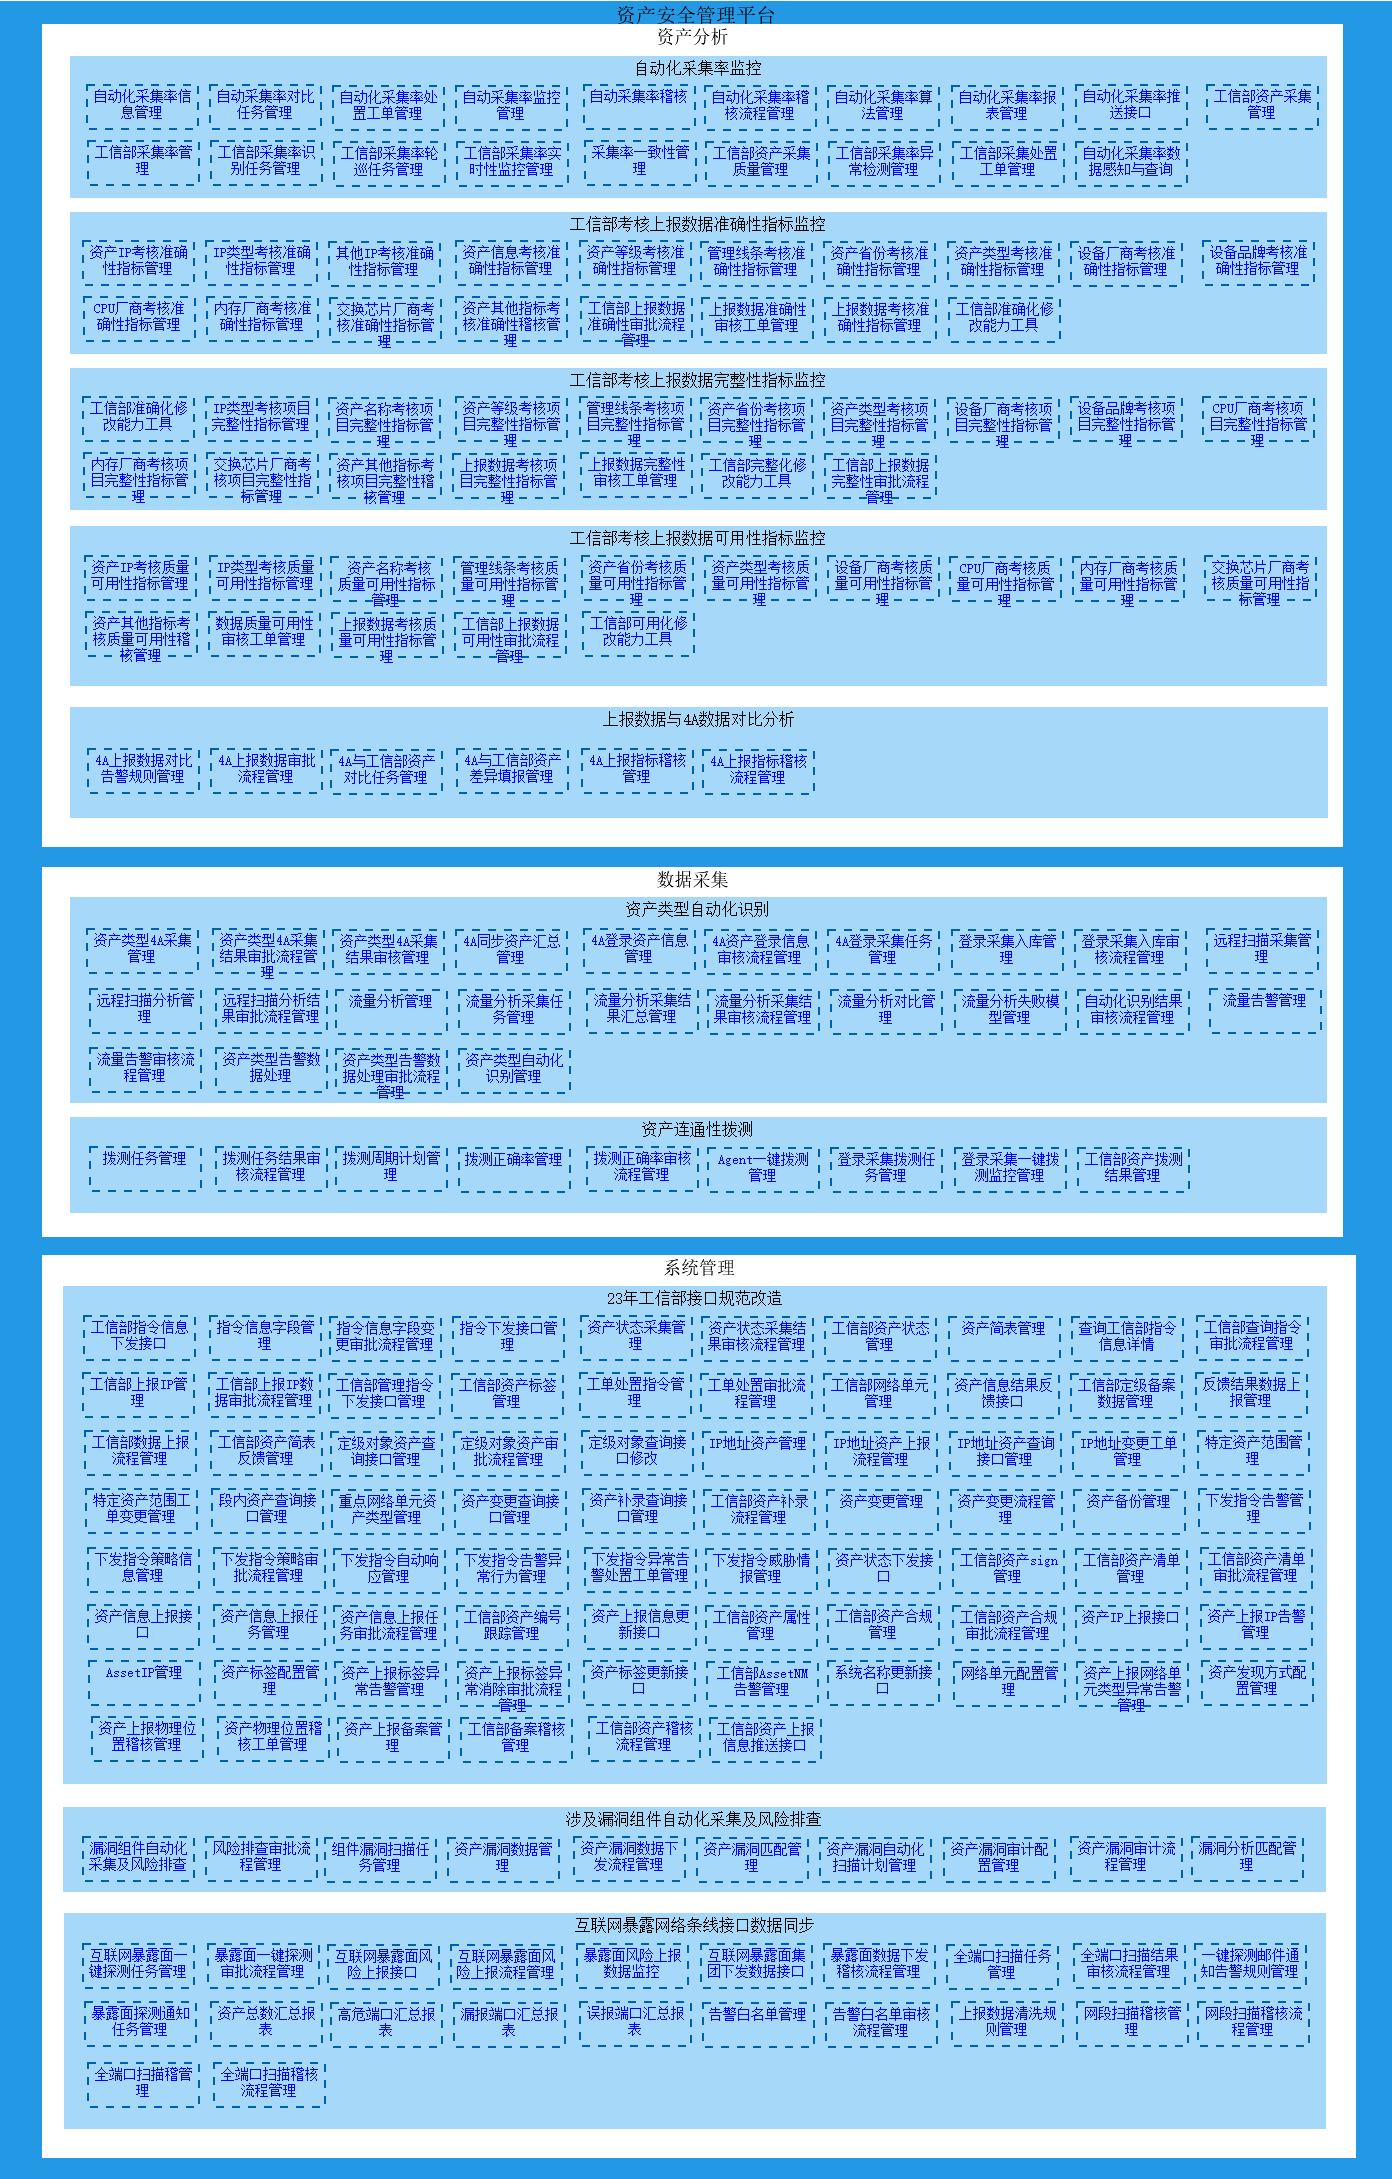 资产安全管理平台
资产分析
自动化采集率监控
自动化采集率信息管理
自动采集率对比任务管理
自动化采集率处置工单管理
自动采集率监控管理
自动采集率稽核
自动化采集率稽核流程管理
自动化采集率算法管理
自动化采集率报表管理
自动化采集率推送接口
工信部资产采集管理
工信部采集率管理
工信部采集率识别任务管理
工信部采集率轮巡任务管理
工信部采集率实时性监控管理
采集率一致性管理
工信部资产采集质量管理
工信部采集率异常检测管理
工信部采集处置工单管理
自动化采集率数据感知与查询
工信部考核上报数据准确性指标监控
资产IP考核准确性指标管理
IP类型考核准确性指标管理
其他IP考核准确性指标管理
资产信息考核准确性指标管理
资产等级考核准确性指标管理
管理线条考核准确性指标管理
资产省份考核准确性指标管理
资产类型考核准确性指标管理
设备厂商考核准确性指标管理
设备品牌考核准确性指标管理
CPU厂商考核准确性指标管理
内存厂商考核准确性指标管理
交换芯片厂商考核准确性指标管理
资产其他指标考核准确性稽核管理
工信部上报数据准确性审批流程管理
上报数据准确性审核工单管理
上报数据考核准确性指标管理
工信部准确化修改能力工具
工信部考核上报数据完整性指标监控
工信部准确化修改能力工具
IP类型考核项目完整性指标管理
资产名称考核项目完整性指标管理
资产等级考核项目完整性指标管理
管理线条考核项目完整性指标管理
资产省份考核项目完整性指标管理
资产类型考核项目完整性指标管理
设备厂商考核项目完整性指标管理
设备品牌考核项目完整性指标管理
CPU厂商考核项目完整性指标管理
内存厂商考核项目完整性指标管理
交换芯片厂商考核项目完整性指标管理
资产其他指标考核项目完整性稽核管理
上报数据考核项目完整性指标管理
上报数据完整性审核工单管理
工信部完整化修改能力工具
工信部上报数据完整性审批流程管理
工信部考核上报数据可用性指标监控
资产IP考核质量可用性指标管理
IP类型考核质量可用性指标管理
资产名称考核质量可用性指标管理
管理线条考核质量可用性指标管理
资产省份考核质量可用性指标管理
资产类型考核质量可用性指标管理
设备厂商考核质量可用性指标管理
CPU厂商考核质量可用性指标管理
内存厂商考核质量可用性指标管理
交换芯片厂商考核质量可用性指标管理
资产其他指标考核质量可用性稽核管理
数据质量可用性审核工单管理
上报数据考核质量可用性指标管理
工信部上报数据可用性审批流程管理
工信部可用化修改能力工具
上报数据与4A数据对比分析
4A上报数据对比告警规则管理
4A上报数据审批流程管理
4A与工信部资产对比任务管理
4A与工信部资产差异填报管理
4A上报指标稽核管理
4A上报指标稽核流程管理
数据采集
资产类型自动化识别
资产类型4A采集管理
资产类型4A采集结果审批流程管理
资产类型4A采集结果审核管理
4A同步资产汇总管理
4A登录资产信息管理
4A资产登录信息审核流程管理
4A登录采集任务管理
登录采集入库管理
登录采集入库审核流程管理
远程扫描采集管理
远程扫描分析管理
远程扫描分析结果审批流程管理
流量分析管理
流量分析采集任务管理
流量分析采集结果汇总管理
流量分析采集结果审核流程管理
流量分析对比管理
流量分析失败模型管理
自动化识别结果审核流程管理
流量告警管理
流量告警审核流程管理
资产类型告警数据处理
资产类型告警数据处理审批流程管理
资产类型自动化识别管理
资产连通性拨测
拨测任务管理
拨测任务结果审核流程管理
拨测周期计划管理
拨测正确率管理
拨测正确率审核流程管理
Agent一键拨测管理
登录采集拨测任务管理
登录采集一键拨测监控管理
工信部资产拨测结果管理
系统管理
23年工信部接口规范改造
工信部指令信息下发接口
指令信息字段管理
指令信息字段变更审批流程管理
指令下发接口管理
资产状态采集管理
资产状态采集结果审核流程管理
工信部资产状态管理
资产简表管理
查询工信部指令信息详情
工信部查询指令审批流程管理
工信部上报IP管理
工信部上报IP数据审批流程管理
工信部管理指令下发接口管理
工信部资产标签管理
工单处置指令管理
工单处置审批流程管理
工信部网络单元管理
资产信息结果反馈接口
工信部定级备案数据管理
反馈结果数据上报管理
工信部数据上报流程管理
工信部资产简表反馈管理
定级对象资产查询接口管理
定级对象资产审批流程管理
定级对象查询接口修改
IP地址资产管理
IP地址资产上报流程管理
IP地址资产查询接口管理
IP地址变更工单管理
特定资产范围管理
特定资产范围工单变更管理
段内资产查询接口管理
重点网络单元资产类型管理
资产变更查询接口管理
资产补录查询接口管理
工信部资产补录流程管理
资产变更管理
资产变更流程管理
资产备份管理
下发指令告警管理
下发指令策略信息管理
下发指令策略审批流程管理
下发指令自动响应管理
下发指令告警异常行为管理
下发指令异常告警处置工单管理
下发指令威胁情报管理
资产状态下发接口
工信部资产sign管理
工信部资产清单管理
工信部资产清单审批流程管理
资产信息上报接口
资产信息上报任务管理
资产信息上报任务审批流程管理
工信部资产编号跟踪管理
资产上报信息更新接口
工信部资产属性管理
工信部资产合规管理
工信部资产合规审批流程管理
资产IP上报接口
资产上报IP告警管理
AssetIP管理
资产标签配置管理
资产上报标签异常告警管理
资产上报标签异常消除审批流程管理
资产标签更新接口
工信部AssetNM告警管理
系统名称更新接口
网络单元配置管理
资产上报网络单元类型异常告警管理
资产发现方式配置管理
资产上报物理位置稽核管理
资产物理位置稽核工单管理
资产上报备案管理
工信部备案稽核管理
工信部资产稽核流程管理
工信部资产上报信息推送接口
涉及漏洞组件自动化采集及风险排查
漏洞组件自动化采集及风险排查
风险排查审批流程管理
组件漏洞扫描任务管理
资产漏洞数据管理
资产漏洞数据下发流程管理
资产漏洞匹配管理
资产漏洞自动化扫描计划管理
资产漏洞审计配置管理
资产漏洞审计流程管理
漏洞分析匹配管理
互联网暴露网络条线接口数据同步
互联网暴露面一键探测任务管理
暴露面一键探测审批流程管理
互联网暴露面风险上报接口
互联网暴露面风险上报流程管理
暴露面风险上报数据监控
互联网暴露面集团下发数据接口
暴露面数据下发稽核流程管理
全端口扫描任务管理
全端口扫描结果审核流程管理
一键探测邮件通知告警规则管理
暴露面探测通知任务管理
资产总数汇总报表
高危端口汇总报表
漏报端口汇总报表
误报端口汇总报表
告警白名单管理
告警白名单审核流程管理
上报数据清洗规则管理
网段扫描稽核管理
网段扫描稽核流程管理
全端口扫描稽管理
全端口扫描稽核流程管理